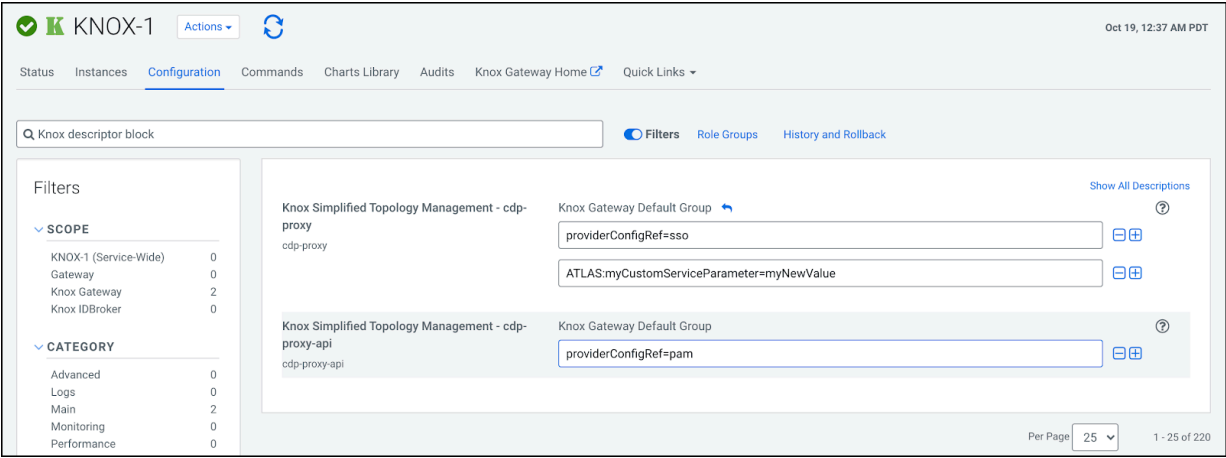 KNOX-1 Actions
Oct 19, 12:37 AM PDT
Status Instances Configuration Commands Charts Library Audits Knox Gateway Home Quick Links
Knox descriptor block
Filters Role Groups History and Rollback
Filters
SCOPE
KNOX-1 (Service-Wide) 0
Gateway 0
Knox Gateway 2
Knox IDBroker 0
CATEGORY
Advanced 0
Logs 0
Main 2
Monitoring 0
Performance 0
Show All Descriptions
Knox Simplified Topology Management - cdp-
proxy
cdp-proxy
Knox Gateway Default Group
providerConfigRef=sso
ATLAS:myCustomServiceParameter=myNewValue
Knox Simplified Topology Management - cdp-
proxy-api
cdp-proxy-api
Knox Gateway Default Group
providerConfigRef=pam
Per Page 25 1 - 25 of 220